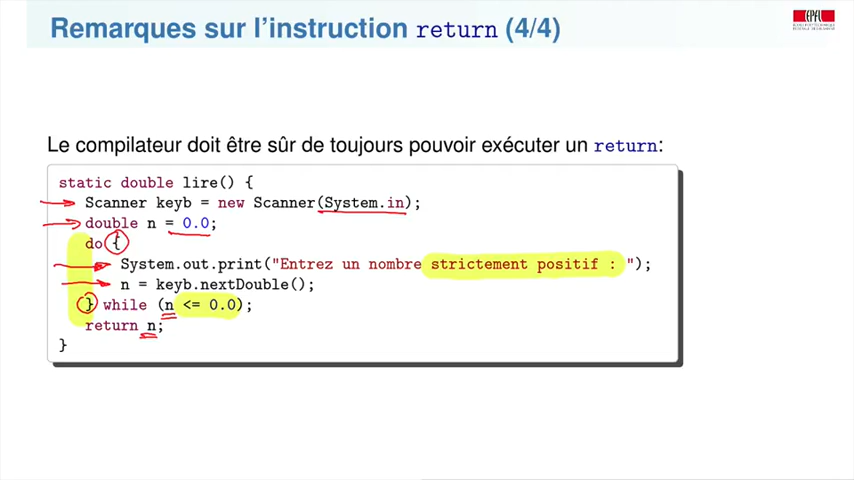 Remarques sur l'instruction return (4/4)
EPFL
Le compilateur doit être sûr de toujours pouvoir exécuter un return:
static double lire() {
Scanner keyb = new Scanner(System.in);
double n = 0.0;
do {
System.out.print("Entrez un nombre strictement positif : ");
n = keyb.nextDouble();
} while (n <= 0.0);
return n;
}